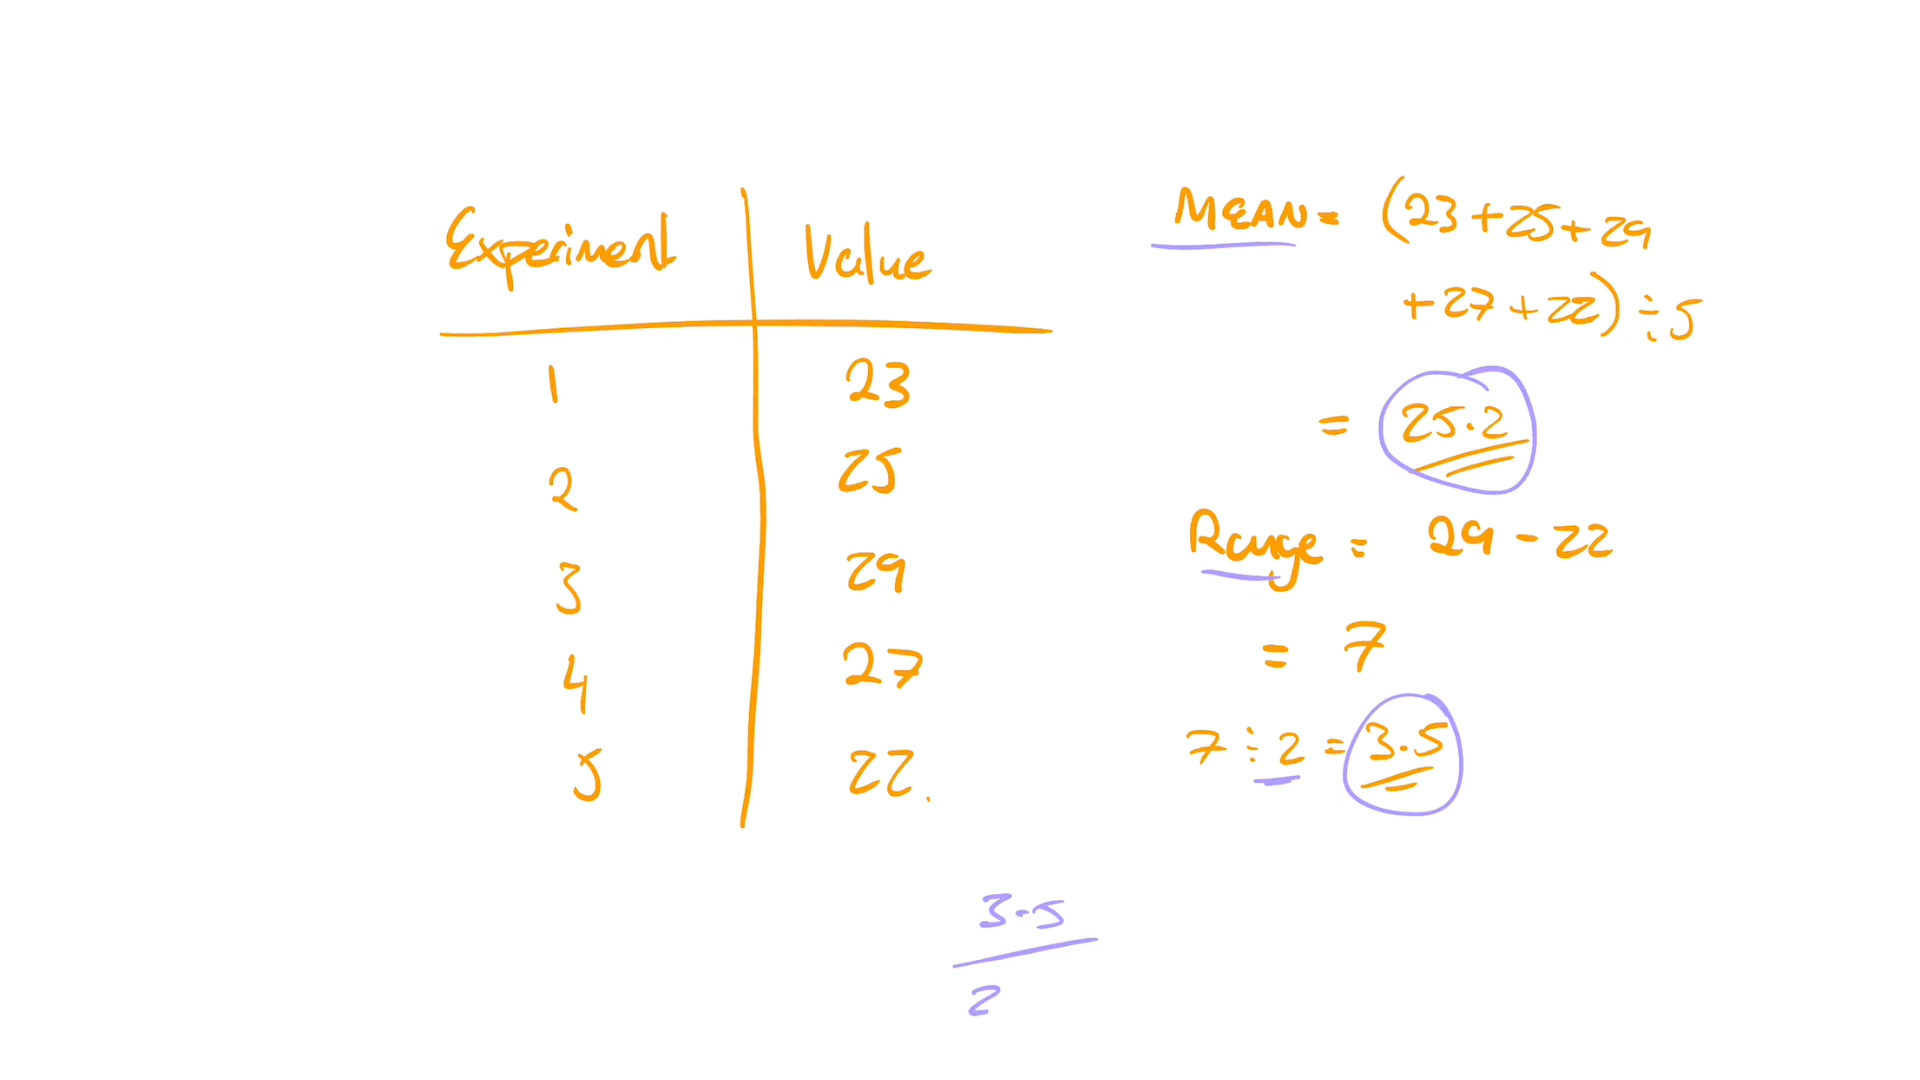 Experiment Value
1 23
2 25
3 29
4 27
5 22.
MEAN = (23+25+29
+27+22) ÷ 5
= 25.2
Range = 29 - 22
= 7
7 ÷ 2 = 3.5
3.5
2